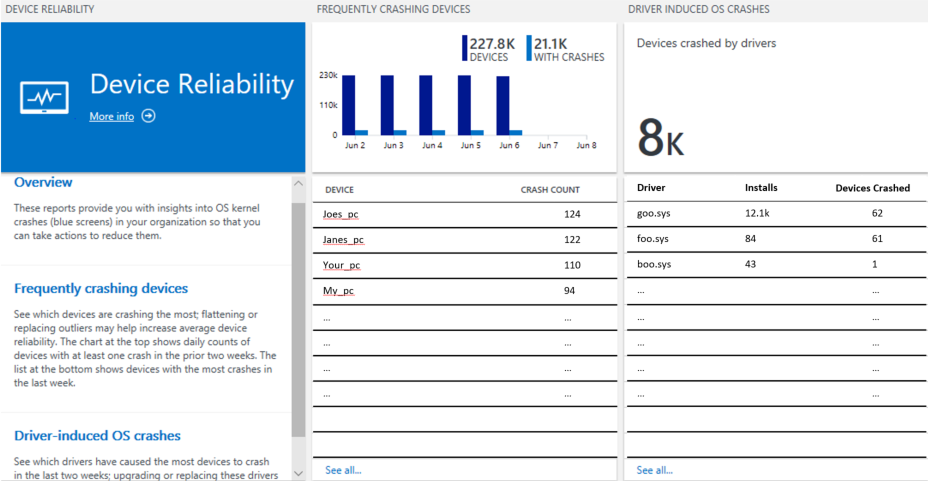 DEVICE RELIABILITY
Device Reliability
More info
Overview
These reports provide you with insights into OS kernel
crashes (blue screens) in your organization so that you
can take actions to reduce them.
Frequently crashing devices
See which devices are crashing the most; flattening or
replacing outliers may help increase average device
reliability. The chart at the top shows daily counts of
devices with at least one crash in the prior two weeks. The
list at the bottom shows devices with the most crashes in
the last week.
Driver-induced OS crashes
See which drivers have caused the most devices to crash
in the last two weeks; upgrading or replacing these drivers
FREQUENTLY CRASHING DEVICES
227.8K 21.1K
DEVICES WITH CRASHES
230k
110k
0
Jun 2 Jun 3 Jun 4 Jun 5 Jun 6 Jun 7 Jun 8
DEVICE CRASH COUNT
Joes_pc 124
Janes_pc 122
Your_pc 110
My_pc 94
... ...
... ...
... ...
... ...
See all...
DRIVER INDUCED OS CRASHES
Devices crashed by drivers
8K
Driver Installs Devices Crashed
goo.sys 12.1k 62
foo.sys 84 61
boo.sys 43 1
... ...
... ...
... ...
... ...
... ...
See all...